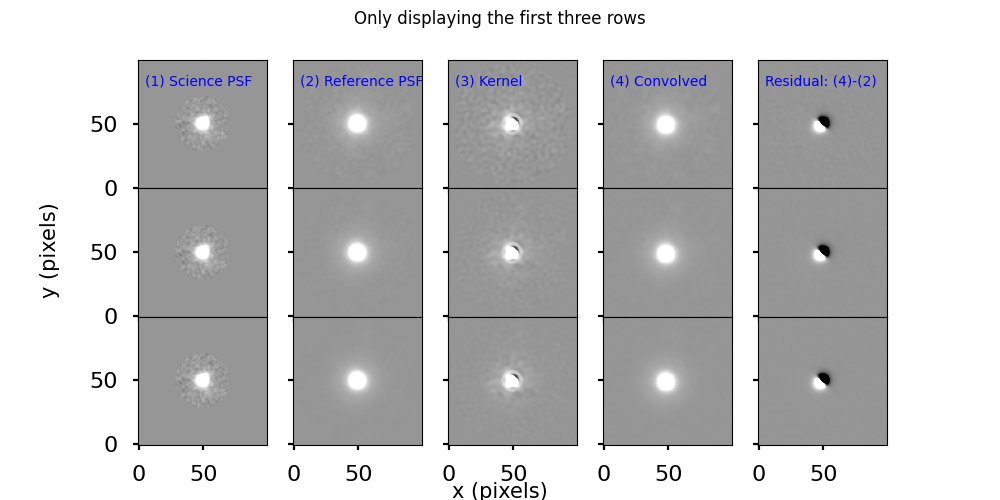 Only displaying the first three rows
(1) Science PSF
(2) Reference PSF
(3) Kernel
(4) Convolved
Residual: (4)-(2)
50
0
50
0
50
0
y (pixels)
0 50 0 50 0 50 0 50 0 50
x (pixels)